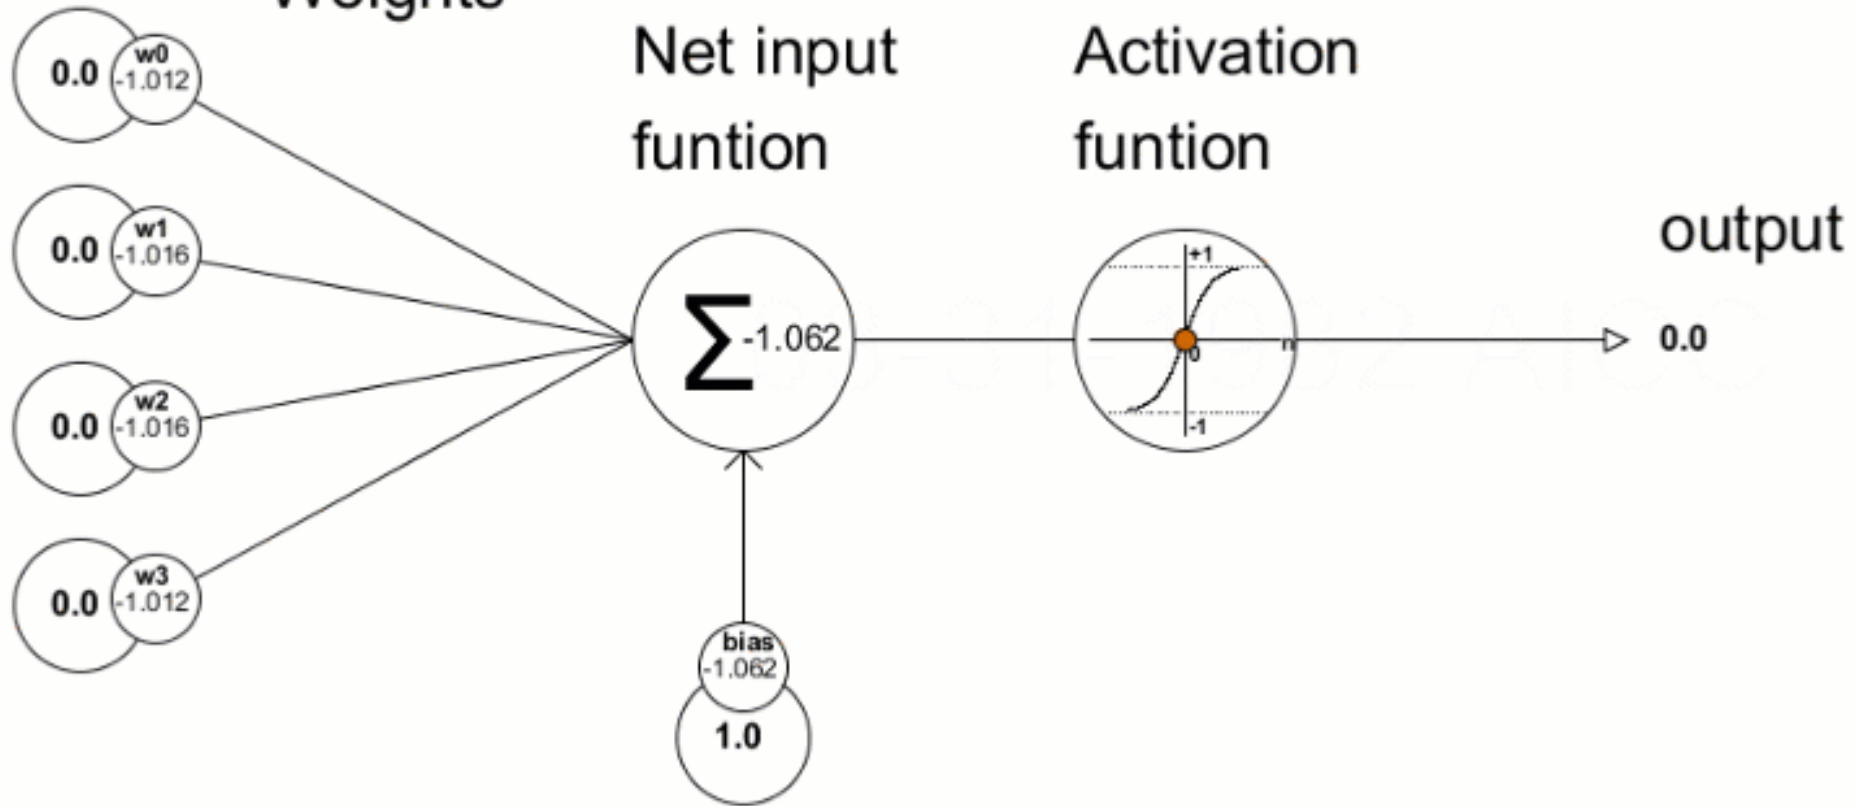 Weights
0.0
w0
-1.012
0.0
w1
-1.016
0.0
w2
-1.016
0.0
w3
-1.012
Net input
funtion
Σ
-1.062
bias
-1.062
1.0
Activation
funtion
+1
0
n
-1
output
0.0